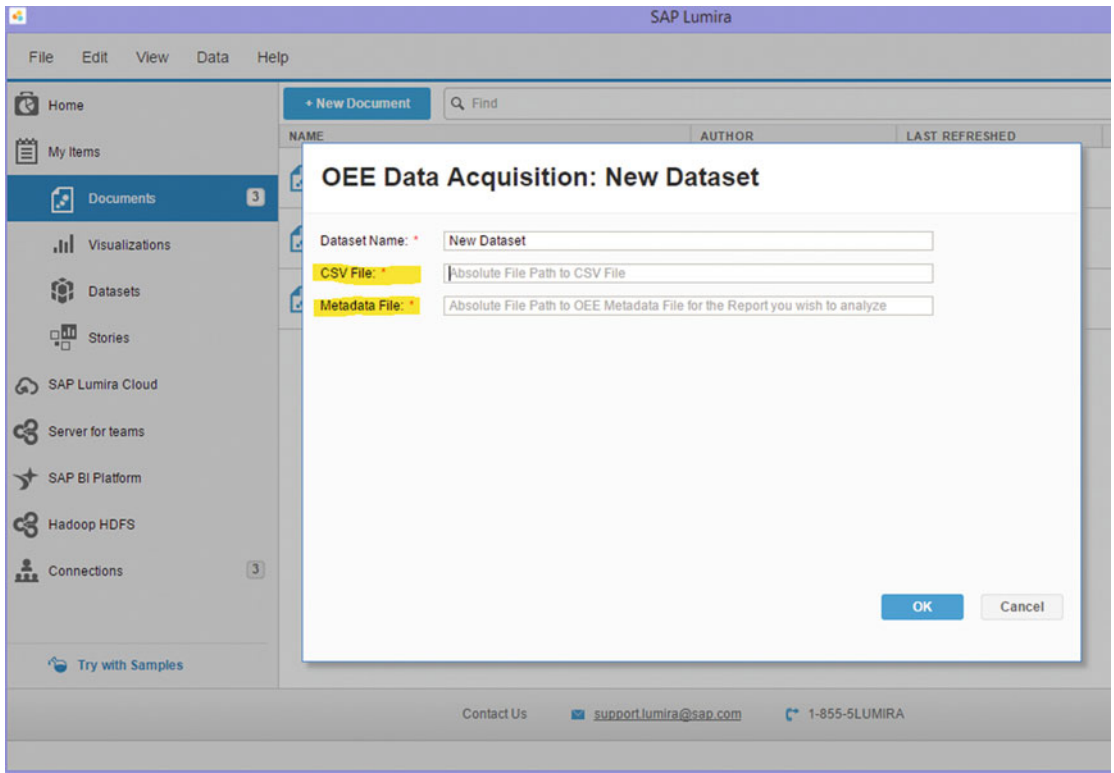 SAP Lumira
File Edit View Data Help
Home
+ New Document
Find
NAME AUTHOR LAST REFRESHED
My Items
Documents 3
Visualizations
Datasets
Stories
SAP Lumira Cloud
Server for teams
SAP BI Platform
Hadoop HDFS
Connections 3
Try with Samples
OEE Data Acquisition: New Dataset
Dataset Name: * New Dataset
CSV File: * Absolute File Path to CSV File
Metadata File: * Absolute File Path to OEE Metadata File for the Report you wish to analyze
OK Cancel
Contact Us support.lumira@sap.com 1-855-5LUMIRA